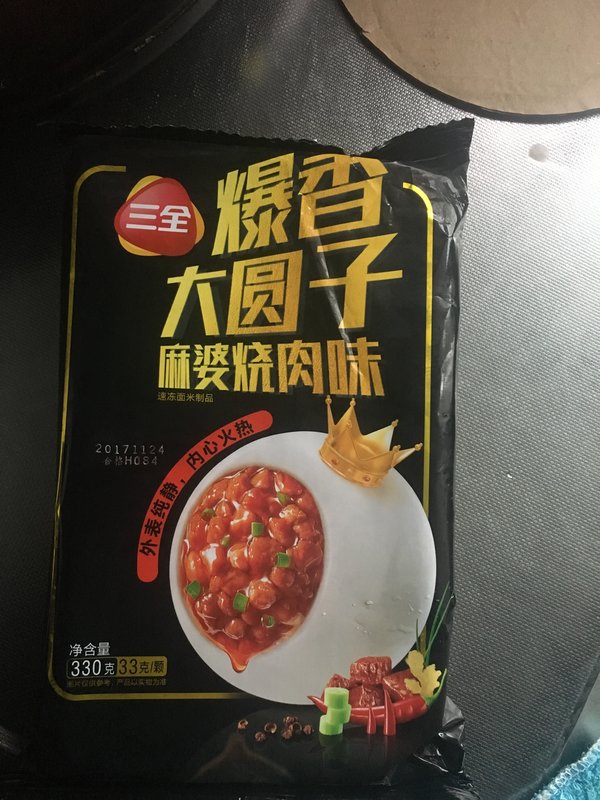 三全
爆香
大圆子
麻婆烧肉味
速冻面米制品
20171124
合格H084
外表纯静，内心火热
净含量
330克 33克/颗
图片仅供参考，产品以实物为准